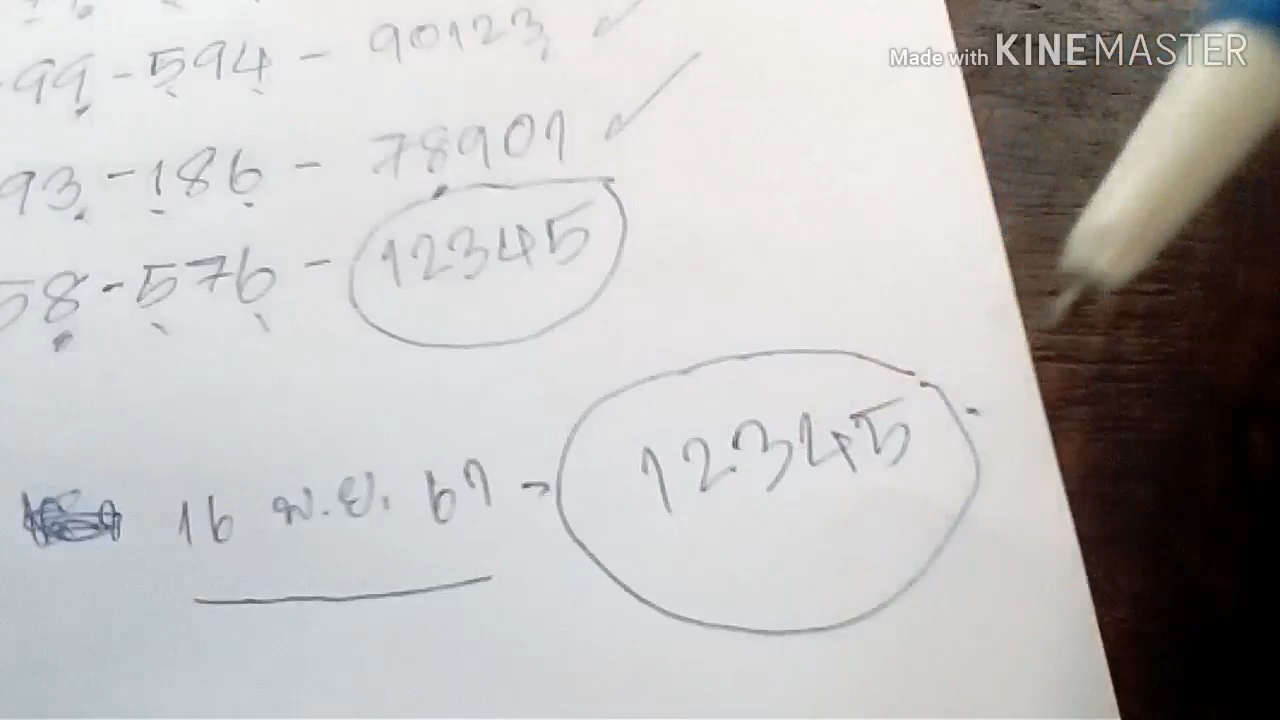 Made with KINEMASTER
99 - 594 - 90123
93 - 186 - 78901
58 - 576 - 12345
16 พ.ย. 67 - 12345